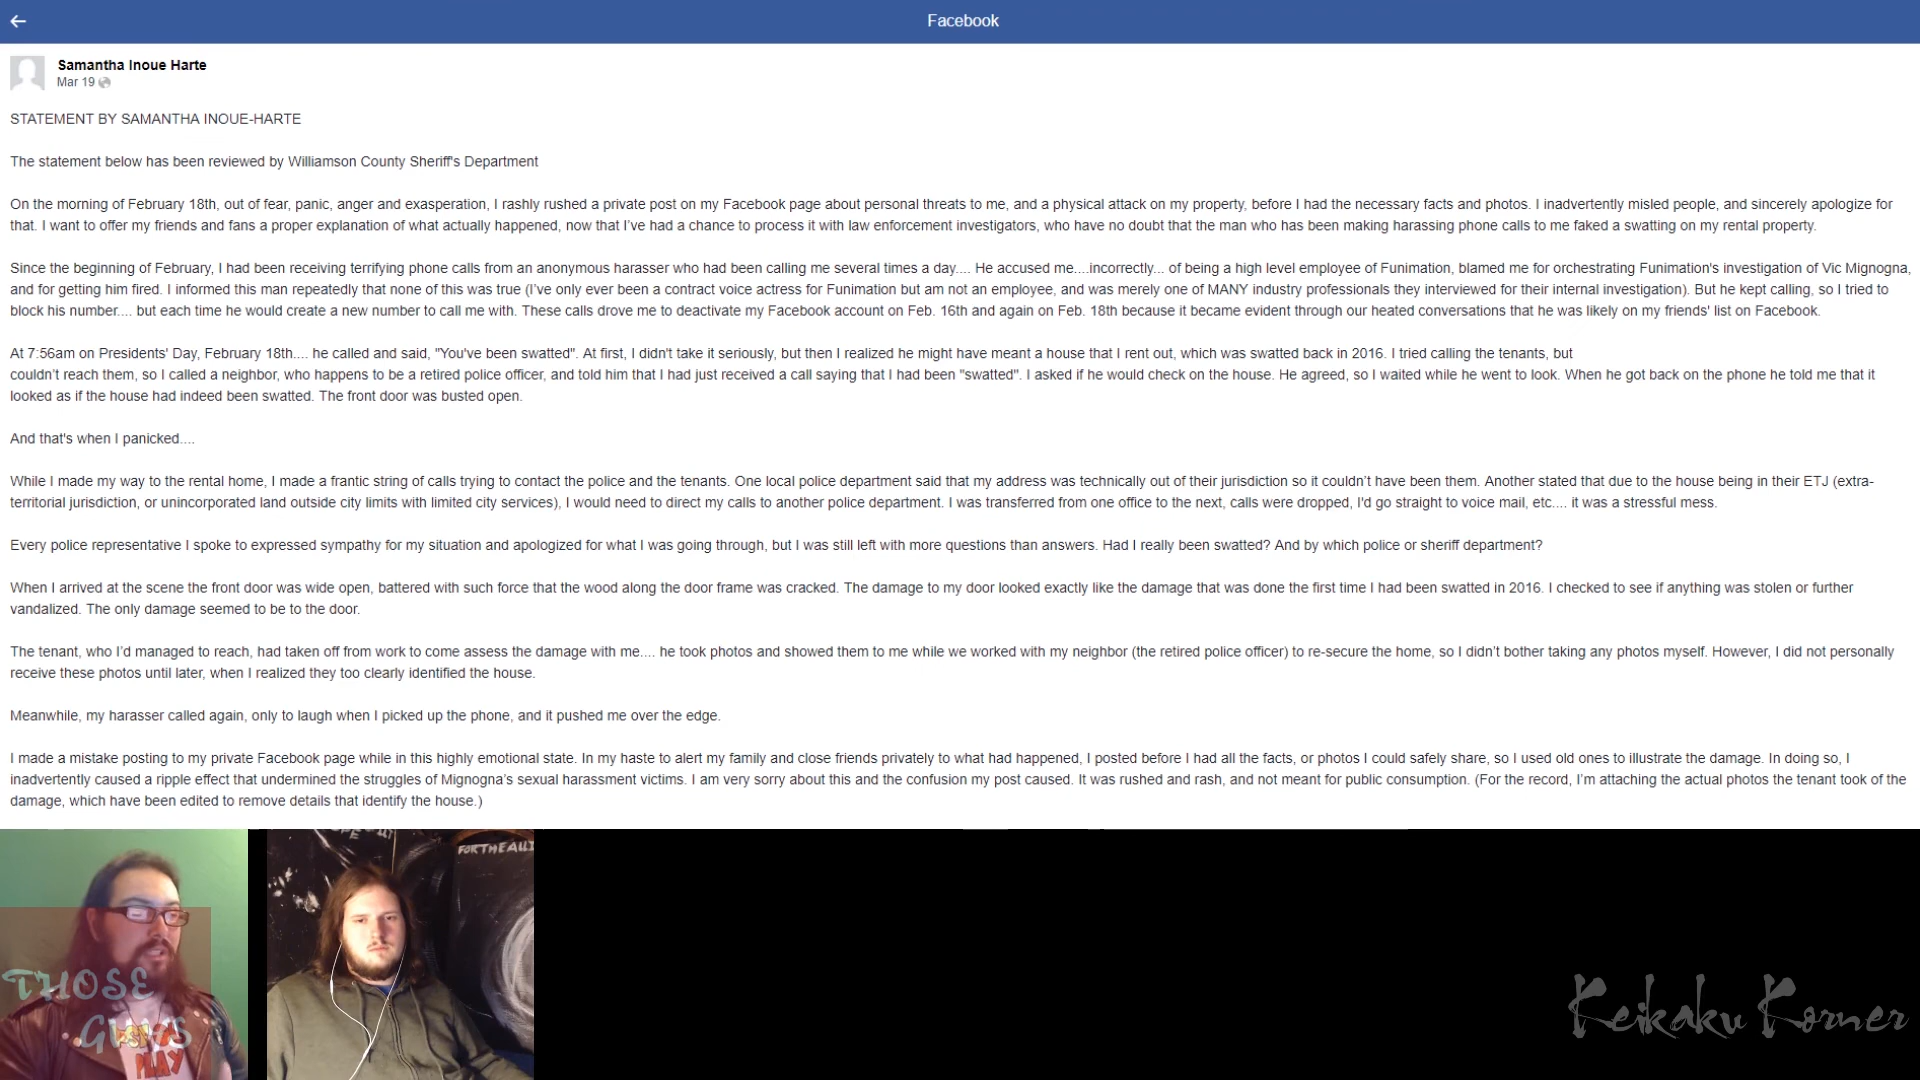 Facebook
Samantha Inoue Harte
Mar 19
STATEMENT BY SAMANTHA INOUE-HARTE
The statement below has been reviewed by Williamson County Sheriff's Department
On the morning of February 18th, out of fear, panic, anger and exasperation, I rashly rushed a private post on my Facebook page about personal threats to me, and a physical attack on my property, before I had the necessary facts and photos. I inadvertently misled people, and sincerely apologize for
that. I want to offer my friends and fans a proper explanation of what actually happened, now that I've had a chance to process it with law enforcement investigators, who have no doubt that the man who has been making harassing phone calls to me faked a swatting on my rental property.
Since the beginning of February, I had been receiving terrifying phone calls from an anonymous harasser who had been calling me several times a day.... He accused me....incorrectly... of being a high level employee of Funimation, blamed me for orchestrating Funimation's investigation of Vic Mignogna,
and for getting him fired. I informed this man repeatedly that none of this was true (I've only ever been a contract voice actress for Funimation but am not an employee, and was merely one of MANY industry professionals they interviewed for their internal investigation). But he kept calling, so I tried to
block his number.... but each time he would create a new number to call me with. These calls drove me to deactivate my Facebook account on Feb. 16th and again on Feb. 18th because it became evident through our heated conversations that he was likely on my friends' list on Facebook.
At 7:56am on Presidents' Day, February 18th.... he called and said, "You've been swatted". At first, I didn't take it seriously, but then I realized he might have meant a house that I rent out, which was swatted back in 2016. I tried calling the tenants, but
couldn't reach them, so I called a neighbor, who happens to be a retired police officer, and told him that I had just received a call saying that I had been "swatted". I asked if he would check on the house. He agreed, so I waited while he went to look. When he got back on the phone he told me that it
looked as if the house had indeed been swatted. The front door was busted open.
And that's when I panicked....
While I made my way to the rental home, I made a frantic string of calls trying to contact the police and the tenants. One local police department said that my address was technically out of their jurisdiction so it couldn't have been them. Another stated that due to the house being in their ETJ (extra-
territorial jurisdiction, or unincorporated land outside city limits with limited city services), I would need to direct my calls to another police department. I was transferred from one office to the next, calls were dropped, I'd go straight to voice mail, etc.... it was a stressful mess.
Every police representative I spoke to expressed sympathy for my situation and apologized for what I was going through, but I was still left with more questions than answers. Had I really been swatted? And by which police or sheriff department?
When I arrived at the scene the front door was wide open, battered with such force that the wood along the door frame was cracked. The damage to my door looked exactly like the damage that was done the first time I had been swatted in 2016. I checked to see if anything was stolen or further
vandalized. The only damage seemed to be to the door.
The tenant, who I'd managed to reach, had taken off from work to come assess the damage with me.... he took photos and showed them to me while we worked with my neighbor (the retired police officer) to re-secure the home, so I didn't bother taking any photos myself. However, I did not personally
receive these photos until later, when I realized they too clearly identified the house.
Meanwhile, my harasser called again, only to laugh when I picked up the phone, and it pushed me over the edge.
I made a mistake posting to my private Facebook page while in this highly emotional state. In my haste to alert my family and close friends privately to what had happened, I posted before I had all the facts, or photos I could safely share, so I used old ones to illustrate the damage. In doing so, I
inadvertently caused a ripple effect that undermined the struggles of Mignogna's sexual harassment victims. I am very sorry about this and the confusion my post caused. It was rushed and rash, and not meant for public consumption. (For the record, I'm attaching the actual photos the tenant took of the
damage, which have been edited to remove details that identify the house.)
THOSE
GUYS
PLAY
Keikaku Korner